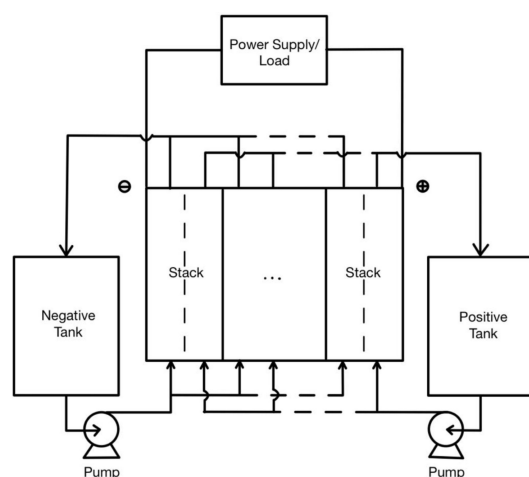 Power Supply/
Load
⊖
⊕
Stack
...
Stack
Negative
Tank
Positive
Tank
Pump
Pump